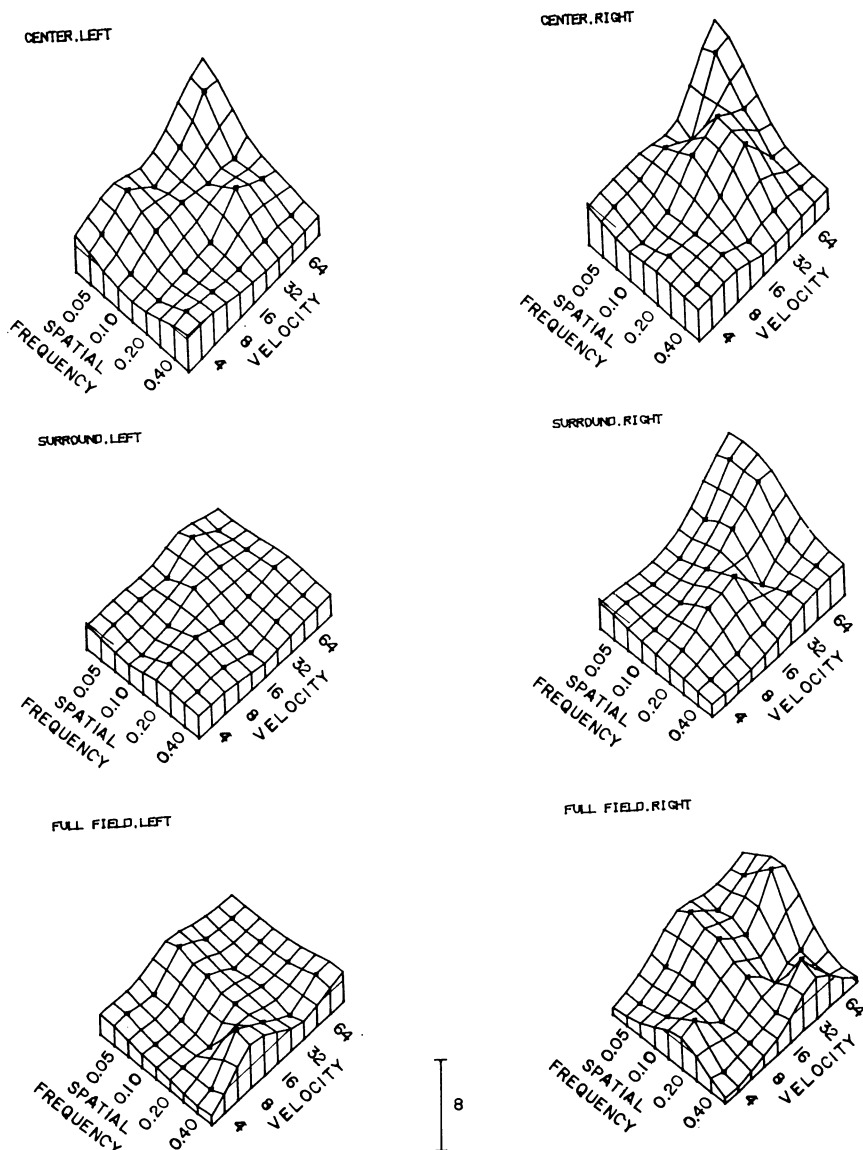 CENTER,LEFT
0.05
0.10
0.20
0.40
SPATIAL
FREQUENCY
4
8
16
32
64
VELOCITY
CENTER,RIGHT
0.05
0.10
0.20
0.40
SPATIAL
FREQUENCY
4
8
16
32
64
VELOCITY
SURROUND,LEFT
0.05
0.10
0.20
0.40
SPATIAL
FREQUENCY
4
8
16
32
64
VELOCITY
SURROUND,RIGHT
0.05
0.10
0.20
0.40
SPATIAL
FREQUENCY
4
8
16
32
64
VELOCITY
FULL FIELD,LEFT
0.05
0.10
0.20
0.40
SPATIAL
FREQUENCY
4
8
16
32
64
VELOCITY
FULL FIELD,RIGHT
0.05
0.10
0.20
0.40
SPATIAL
FREQUENCY
4
8
16
32
64
VELOCITY
8